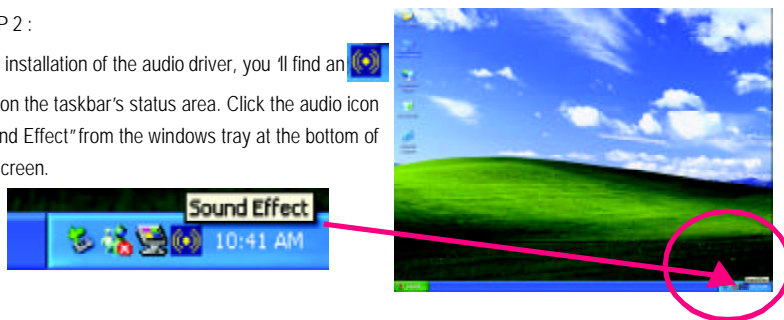 P 2 :
installation of the audio driver, you 'll find an
on the taskbar's status area. Click the audio icon
nd Effect" from the windows tray at the bottom of
creen.
Sound Effect
10:41 AM